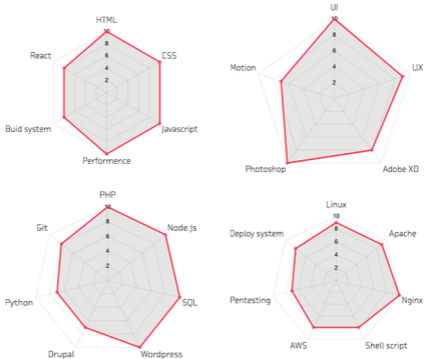 HTML
10
8
6
4
2
React
CSS
Buid system
Javascript
Performence
UI
10
8
6
4
2
Motion
UX
Photoshop
Adobe XD
PHP
10
8
6
4
2
Git
Node.js
Python
SQL
Drupal
Wordpress
Linux
10
8
6
4
2
Deploy system
Apache
Pentesting
Nginx
AWS
Shell script